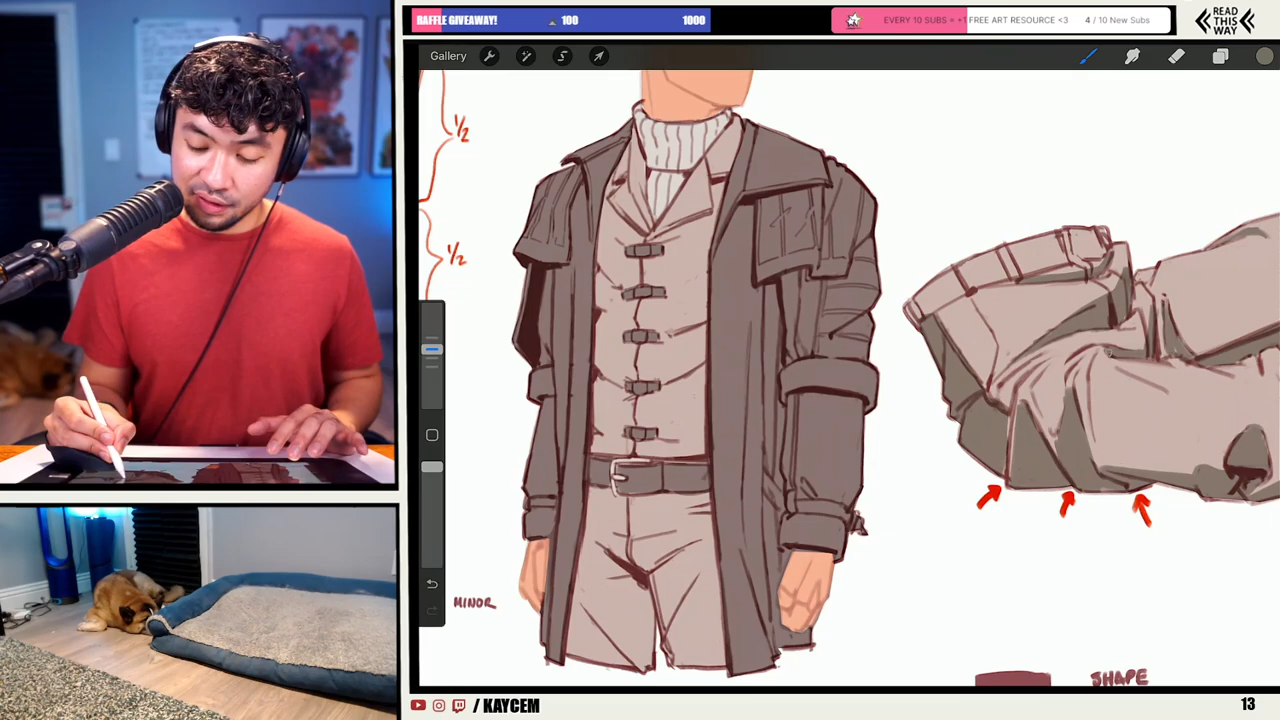 RAFFLE GIVEAWAY!
100
1000
EVERY 10 SUBS = +1 FREE ART RESOURCE <3
4 / 10 New Subs
READ
THIS
WAY
Gallery
1/2
1/2
MINOR
SHAPE
/ KAYCEM
13